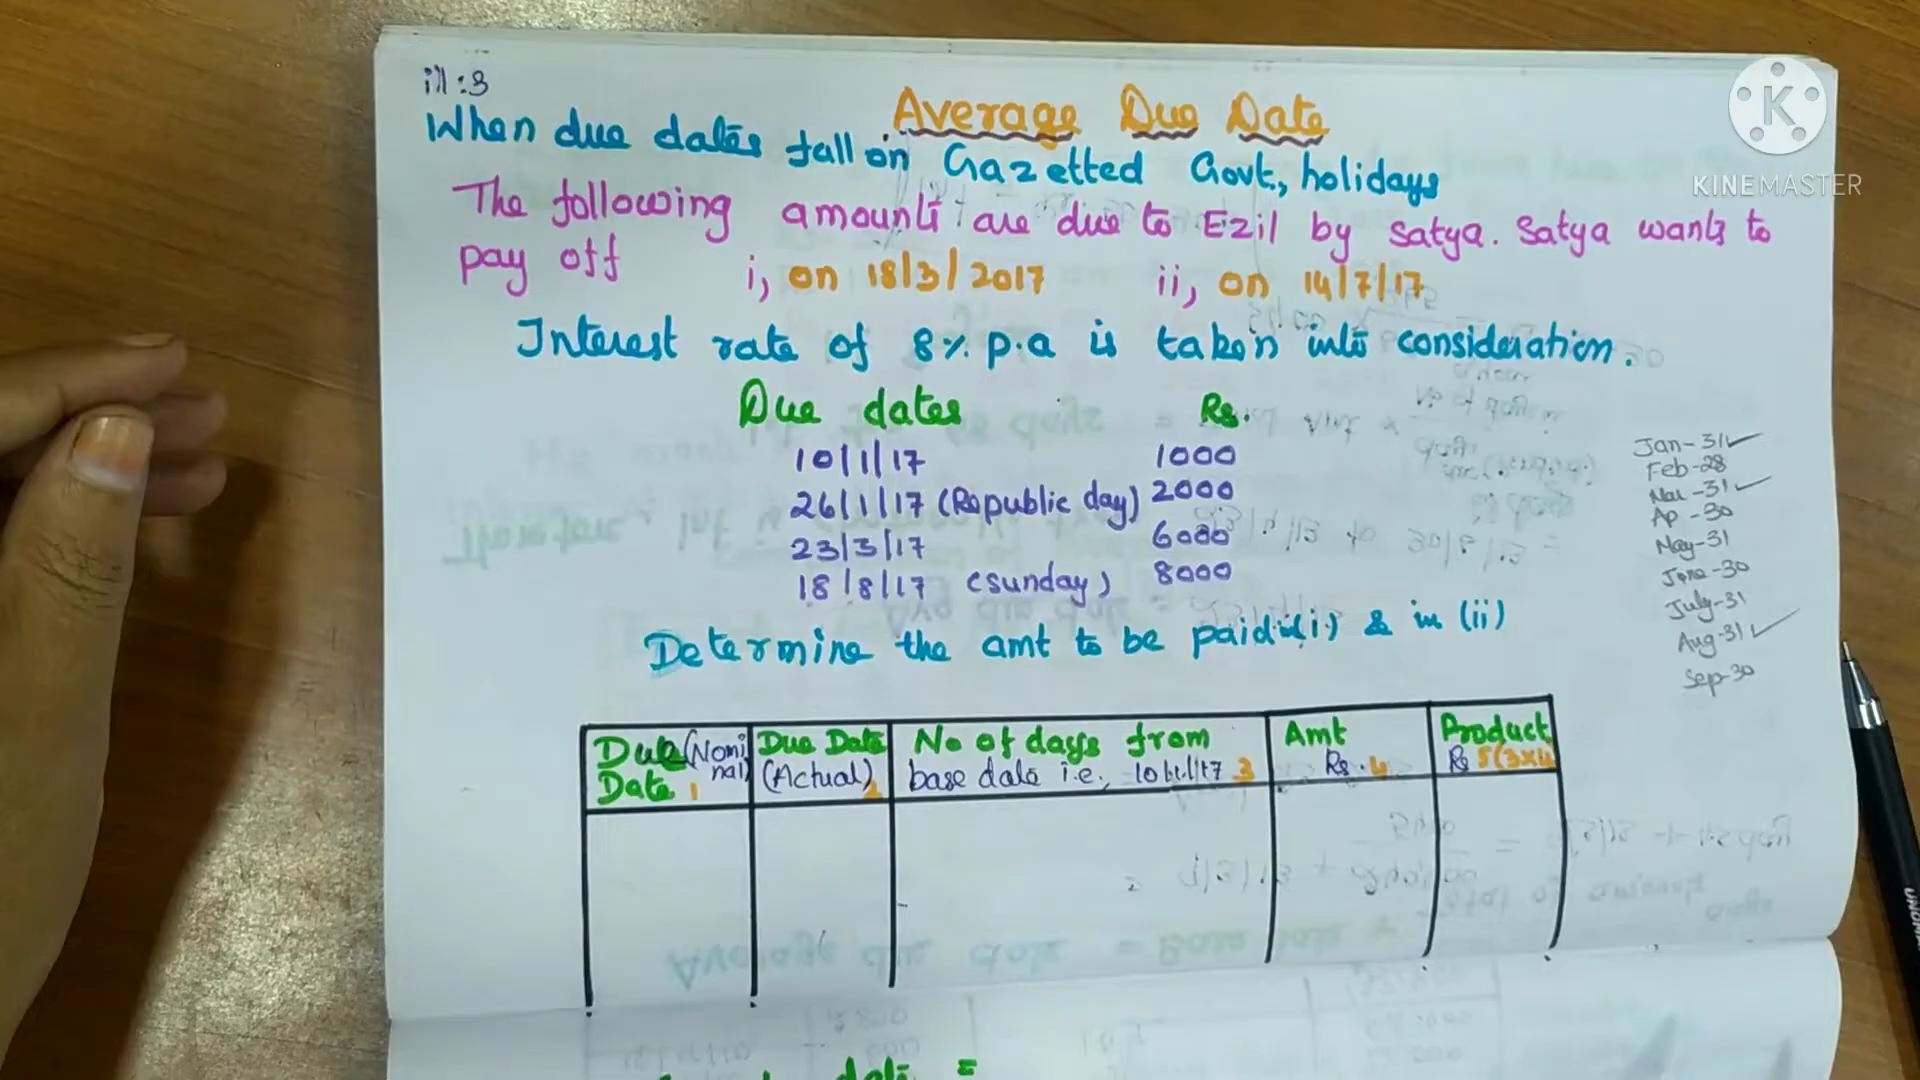 ill:3
Average Due Date
When due dates fall on Gazetted Govt., holidays
The following amounts are due to Ezil by Satya. Satya wants to
pay off i, on 18/3/2017 ii, on 14/7/17
Interest rate of 8% p.a is taken into consideration.
Due dates Rs.
10/1/17 1000
26/1/17 (Republic day) 2000
23/3/17 6000
18/8/17 (Sunday) 8000
Determine the amt to be paid in (i) & in (ii)
Jan-31✓
Feb-28
Mar-31✓
Ap-30
May-31
June-30
July-31
Aug-31✓
Sep-30
Due (Nominal) Date 1
Due Date (Actual) 2
No of days from base date i.e., 10/1/17 3
Amt Rs. 4
Product Rs 5(3x4
KINEMASTER